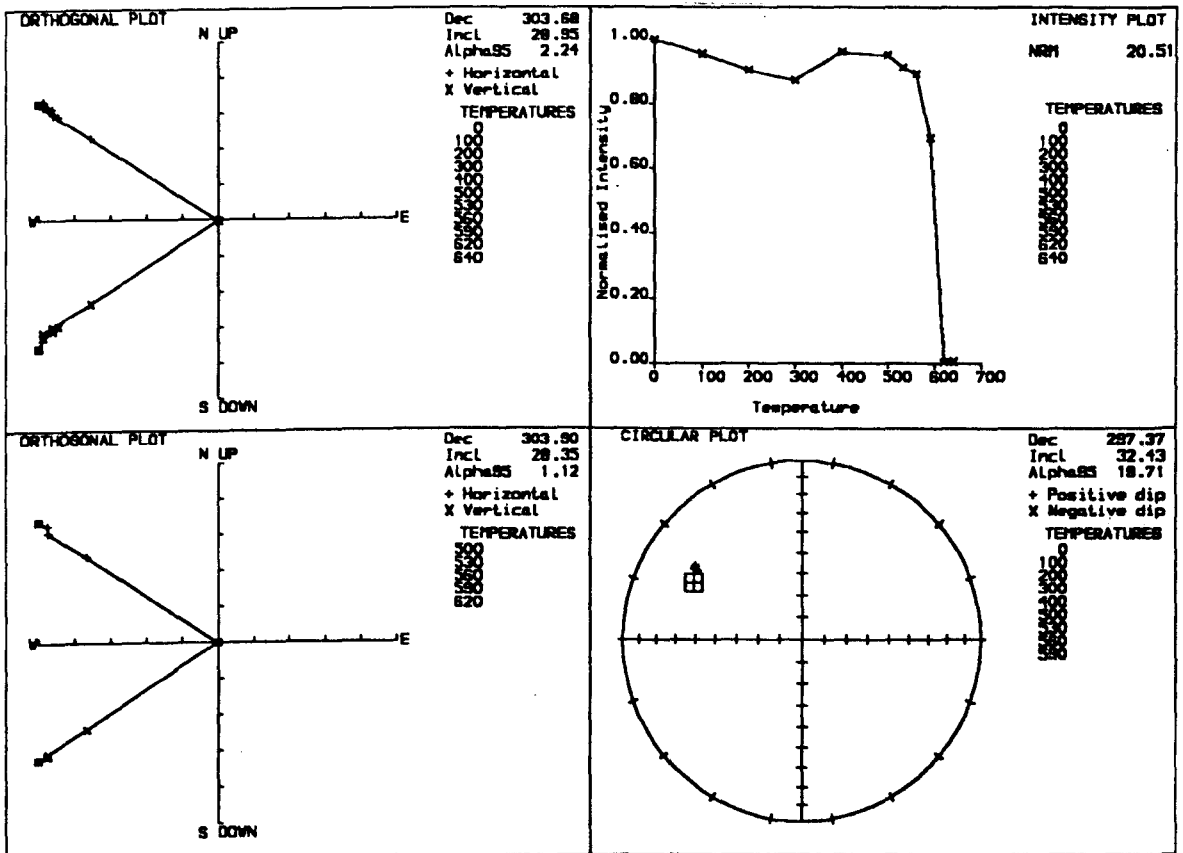 ORTHOGONAL PLOT
N UP
Dec 303.68
Incl 28.95
Alpha95 2.24
+ Horizontal
X Vertical
TEMPERATURES
0
100
200
300
400
500
530
560
590
620
640
W
E
S DOWN
INTENSITY PLOT
NRM 20.51
TEMPERATURES
0
100
200
300
400
500
530
560
590
620
640
Normalised Intensity
1.00
0.80
0.60
0.40
0.20
0.00
0 100 200 300 400 500 600 700
Temperature
ORTHOGONAL PLOT
N UP
Dec 303.90
Incl 28.35
Alpha95 1.12
+ Horizontal
X Vertical
TEMPERATURES
500
530
560
590
620
W
E
S DOWN
CIRCULAR PLOT
Dec 297.37
Incl 32.43
Alpha95 18.71
+ Positive dip
X Negative dip
TEMPERATURES
0
100
200
300
400